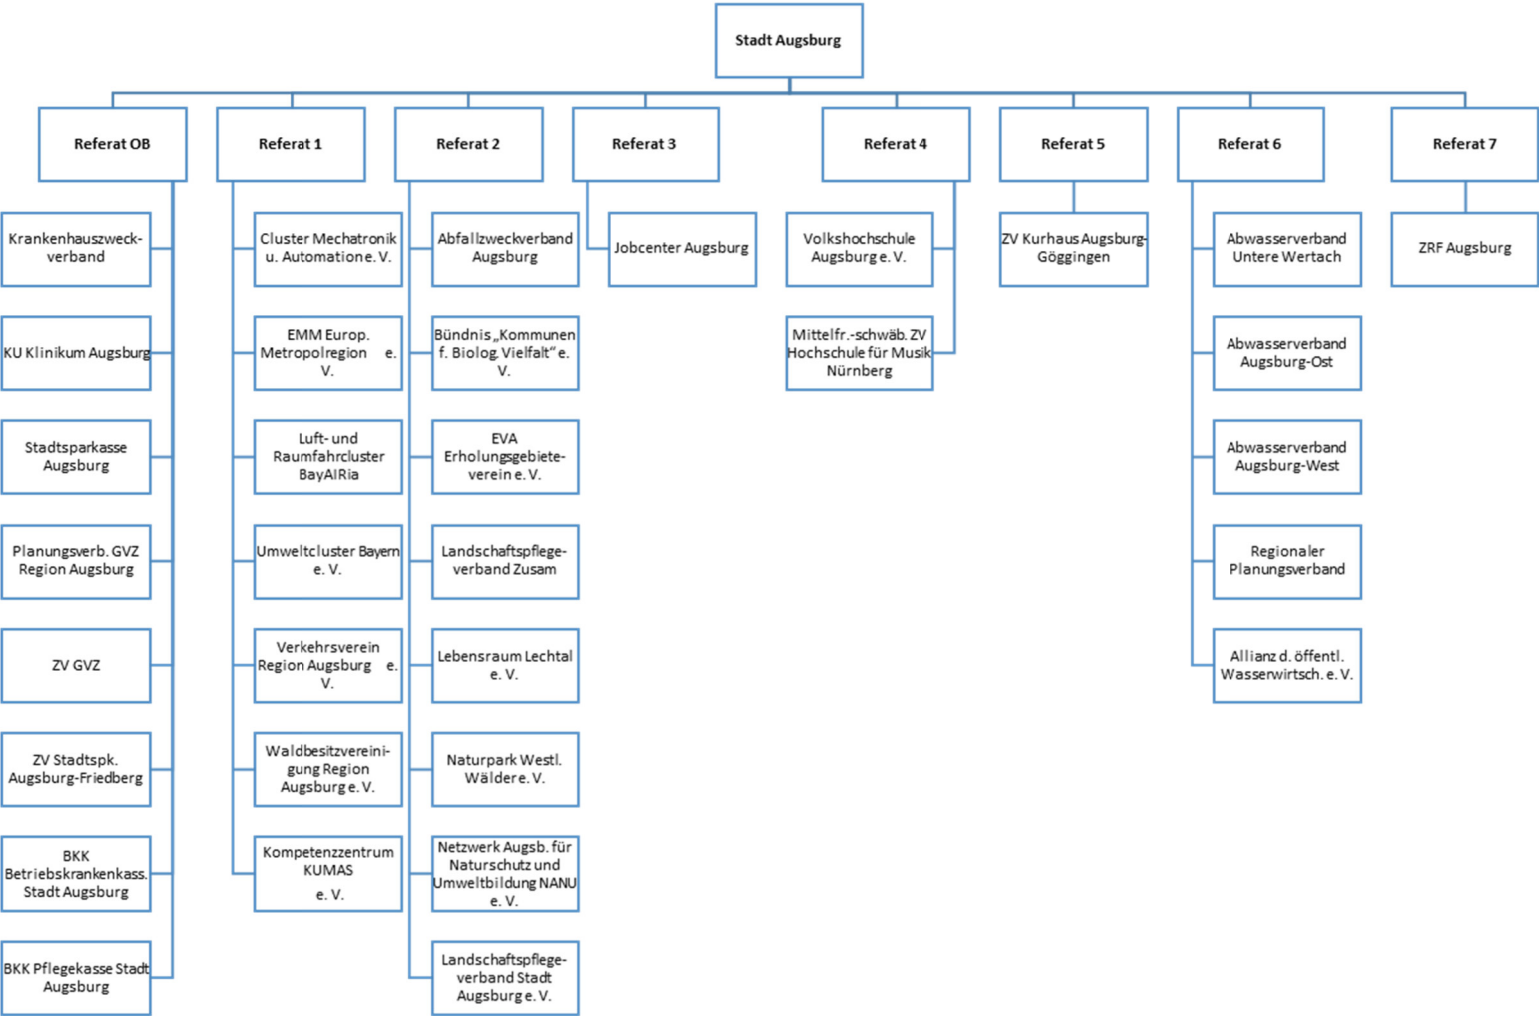 Stadt Augsburg
Referat OB
Krankenhauszweck-
verband
KU Klinikum Augsburg
Stadtsparkasse
Augsburg
Planungsverb. GVZ
Region Augsburg
ZV GVZ
ZV Stadtspk.
Augsburg-Friedberg
BKK
Betriebskrankenkass.
Stadt Augsburg
BKK Pflegekasse Stadt
Augsburg
Referat 1
Cluster Mechatronik
u. Automation e. V.
EMM Europ.
Metropolregion e.
V.
Luft- und
Raumfahrcluster
BayAIRia
Umweltcluster Bayern
e. V.
Verkehrsverein
Region Augsburg e.
V.
Waldbesitzvereini-
gung Region
Augsburg e. V.
Kompetenzzentrum
KUMAS
e. V.
Referat 2
Abfallzweckverband
Augsburg
Bündnis „Kommunen
f. Biolog. Vielfalt“ e.
V.
EVA
Erholungsgebiete-
verein e. V.
Landschaftspflege-
verband Zusam
Lebensraum Lechtal
e. V.
Naturpark Westl.
Wälder e. V.
Netzwerk Augsb. für
Naturschutz und
Umweltbildung NANU
e. V.
Landschaftspflege-
verband Stadt
Augsburg e. V.
Referat 3
Jobcenter Augsburg
Referat 4
Volkshochschule
Augsburg e. V.
Mittelfr.-schwäb. ZV
Hochschule für Musik
Nürnberg
Referat 5
ZV Kurhaus Augsburg-
Göggingen
Referat 6
Abwasserverband
Untere Wertach
Abwasserverband
Augsburg-Ost
Abwasserverband
Augsburg-West
Regionaler
Planungsverband
Allianz d. öffentl.
Wasserwirtsch. e. V.
Referat 7
ZRF Augsburg